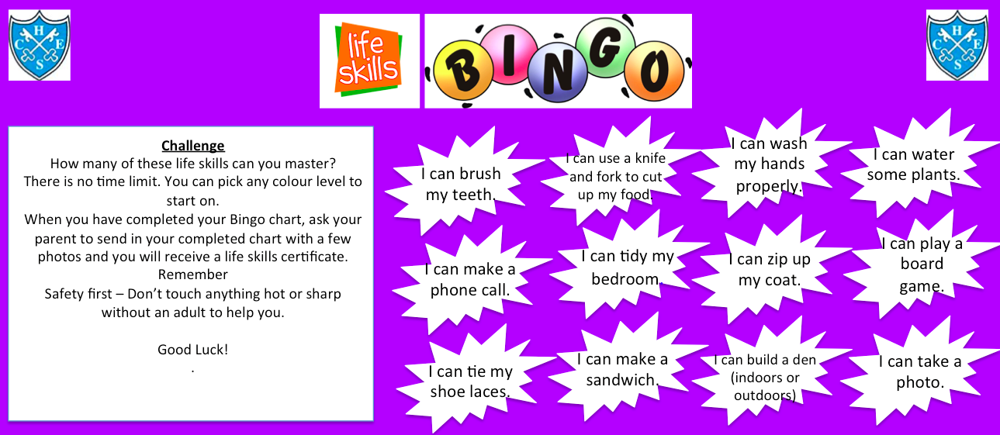 H
C E
S
life
skills
BINGO
H
C E
S
Challenge
How many of these life skills can you master?
There is no time limit. You can pick any colour level to
start on.
When you have completed your Bingo chart, ask your
parent to send in your completed chart with a few
photos and you will receive a life skills certificate.
Remember
Safety first – Don’t touch anything hot or sharp
without an adult to help you.
Good Luck!
.
I can brush
my teeth.
I can use a knife
and fork to cut
up my food.
I can wash
my hands
properly.
I can water
some plants.
I can make a
phone call.
I can tidy my
bedroom.
I can zip up
my coat.
I can play a
board
game.
I can tie my
shoe laces.
I can make a
sandwich.
I can build a den
(indoors or
outdoors)
I can take a
photo.